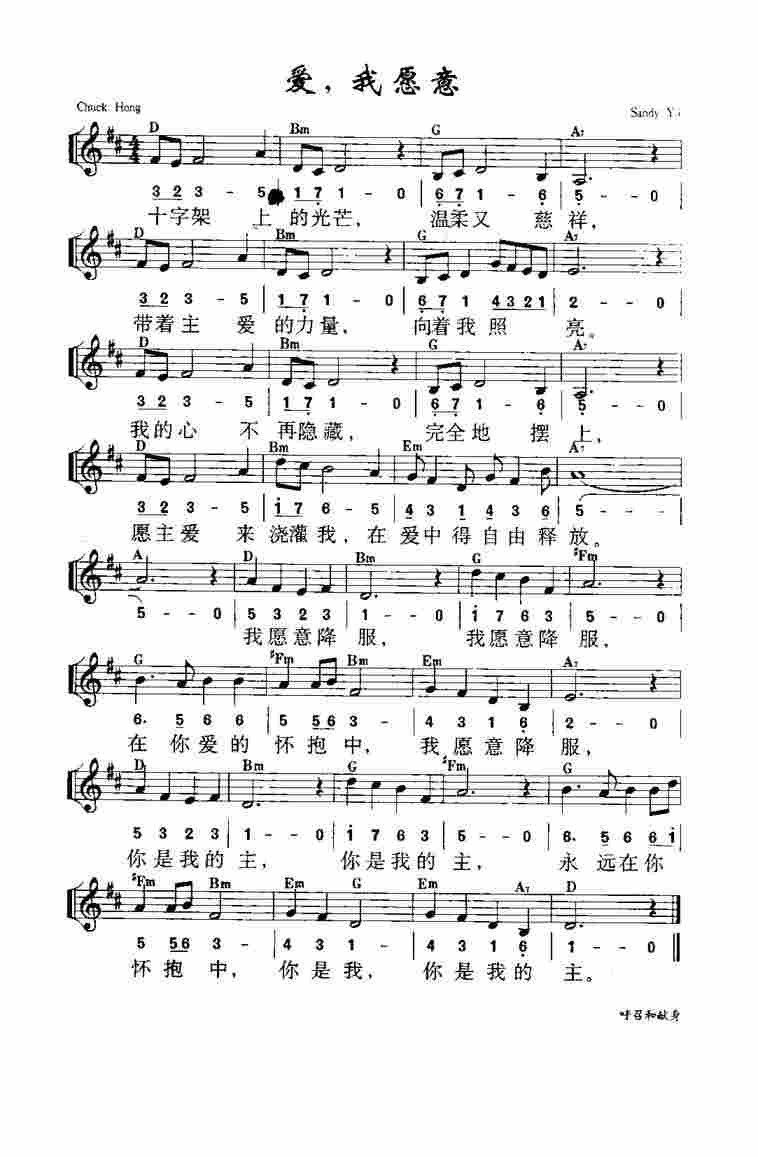 爱，我愿意
Chuck Hong
Sandy
D Bm G A7
3 2 3 - 5 1 7 1 - 0 6 7 1 - 6 5 - 0
十字架 上 的光芒， 温柔又 慈祥，
D Bm G A7
3 2 3 - 5 1 7 1 - 0 6 7 1 4 3 2 1 2 - 0
带着主 爱 的力量， 向着我 照 亮。
D Bm G A7
3 2 3 - 5 1 7 1 - 0 6 7 1 - 6 5 - 0
我的心 不 再隐藏， 完全地 摆 上，
D Bm Em A7
3 2 3 - 5 1 7 6 - 5 4 3 1 4 3 6 5 - - -
愿主爱 来 浇灌我， 在 爱中得自由释放。
A D Bm G #Fm
5 - - 0 5 3 2 3 1 - - 0 1 7 6 3 5 - - 0
我愿意降 服， 我愿意降 服，
G #Fm Bm Em A7
6. 5 6 6 5 5 6 3 - 4 3 1 6 2 - - 0
在 你爱的 怀抱中， 我愿意降 服，
D Bm G #Fm G
5 3 2 3 1 - - 0 1 7 6 3 5 - - 0 6. 5 6 6 1
你是我的 主， 你是我的 主， 永 远在你
#Fm Bm Em G Em A7 D
5 5 6 3 - 4 3 1 - 4 3 1 6 1 - - 0
怀 抱 中， 你 是 我， 你 是 我 的 主。
呼召和献身